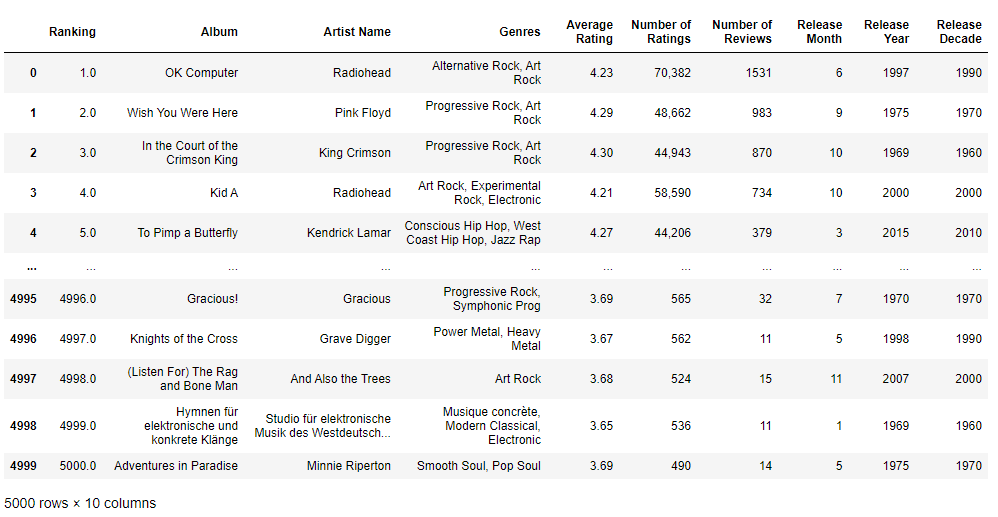 Ranking Album Artist Name Genres Average Rating Number of Ratings Number of Reviews Release Month Release Year Release Decade
0 1.0 OK Computer Radiohead Alternative Rock, Art Rock 4.23 70,382 1531 6 1997 1990
1 2.0 Wish You Were Here Pink Floyd Progressive Rock, Art Rock 4.29 48,662 983 9 1975 1970
2 3.0 In the Court of the Crimson King King Crimson Progressive Rock, Art Rock 4.30 44,943 870 10 1969 1960
3 4.0 Kid A Radiohead Art Rock, Experimental Rock, Electronic 4.21 58,590 734 10 2000 2000
4 5.0 To Pimp a Butterfly Kendrick Lamar Conscious Hip Hop, West Coast Hip Hop, Jazz Rap 4.27 44,206 379 3 2015 2010
... ... ... ... ... ... ... ... ... ... ...
4995 4996.0 Gracious! Gracious Progressive Rock, Symphonic Prog 3.69 565 32 7 1970 1970
4996 4997.0 Knights of the Cross Grave Digger Power Metal, Heavy Metal 3.67 562 11 5 1998 1990
4997 4998.0 (Listen For) The Rag and Bone Man And Also the Trees Art Rock 3.68 524 15 11 2007 2000
4998 4999.0 Hymnen für elektronische und konkrete Klänge Studio für elektronische Musik des Westdeutsch... Musique concrète, Modern Classical, Electronic 3.65 536 11 1 1969 1960
4999 5000.0 Adventures in Paradise Minnie Riperton Smooth Soul, Pop Soul 3.69 490 14 5 1975 1970
5000 rows × 10 columns